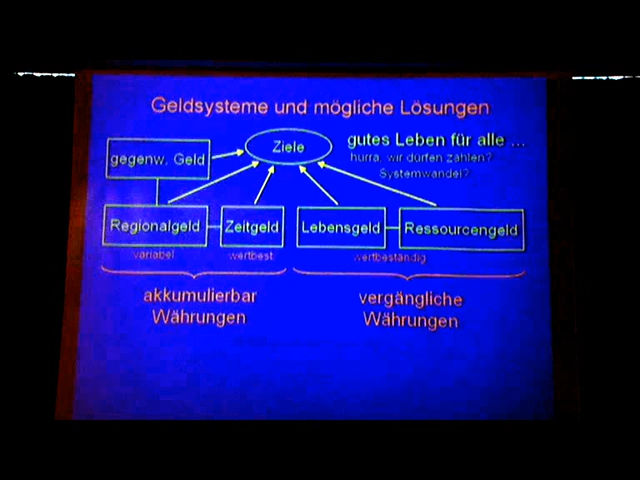 Geldsysteme und mögliche Lösungen
gegenw. Geld
Ziele
gutes Leben für alle ...
hurra, wir dürfen zahlen?
Systemwandel?
Regionalgeld
Zeitgeld
Lebensgeld
Ressourcengeld
variabel
wertbest.
wertbeständig
akkumulierbar
Währungen
vergängliche
Währungen